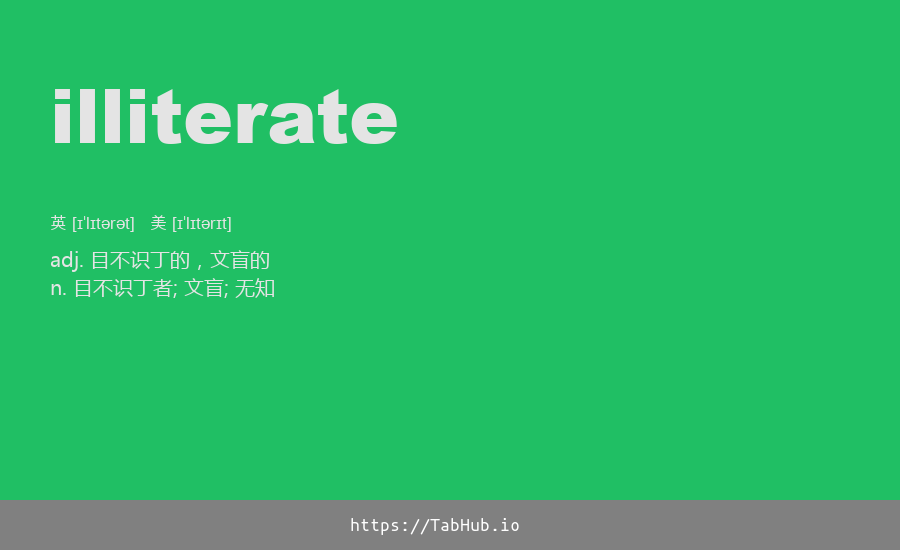 illiterate
英 [ɪ'lɪtərət] 美 [ɪ'lɪtərɪt]
adj. 目不识丁的，文盲的
n. 目不识丁者; 文盲; 无知
https://TabHub.io